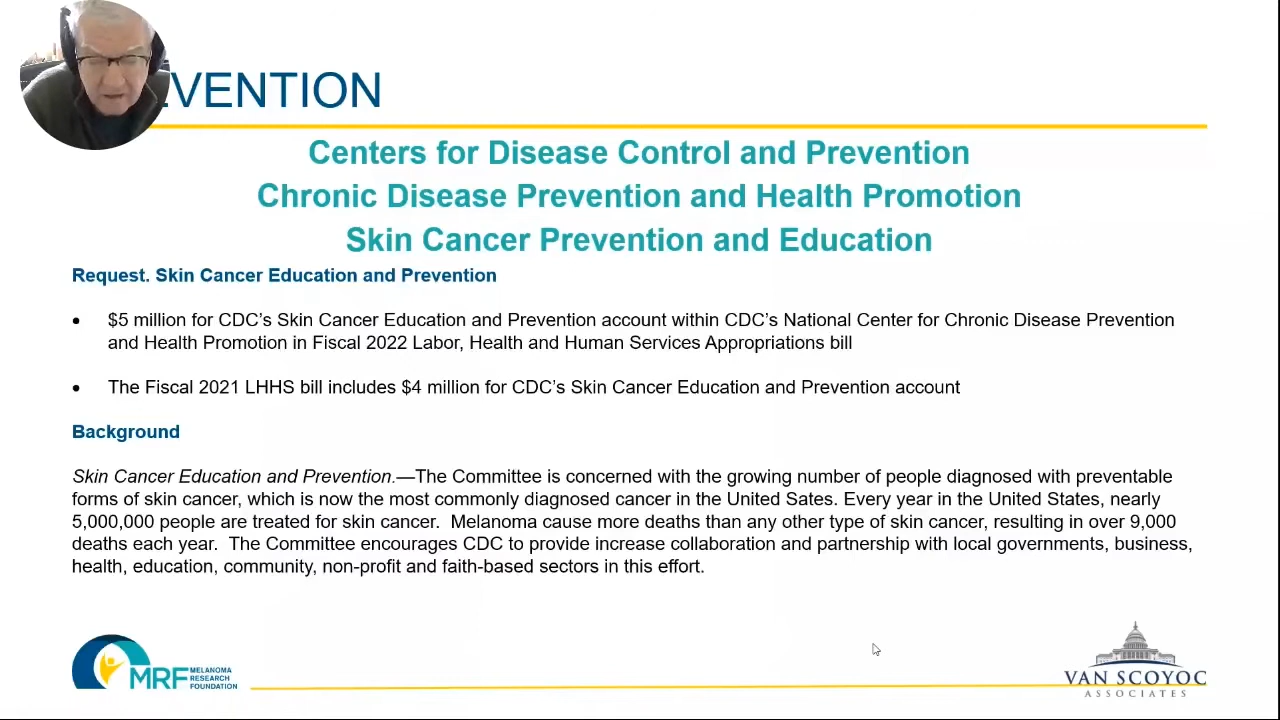 EVENTION
Centers for Disease Control and Prevention
Chronic Disease Prevention and Health Promotion
Skin Cancer Prevention and Education
Request. Skin Cancer Education and Prevention
• $5 million for CDC's Skin Cancer Education and Prevention account within CDC's National Center for Chronic Disease Prevention
and Health Promotion in Fiscal 2022 Labor, Health and Human Services Appropriations bill
• The Fiscal 2021 LHHS bill includes $4 million for CDC's Skin Cancer Education and Prevention account
Background
Skin Cancer Education and Prevention.—The Committee is concerned with the growing number of people diagnosed with preventable
forms of skin cancer, which is now the most commonly diagnosed cancer in the United Sates. Every year in the United States, nearly
5,000,000 people are treated for skin cancer.  Melanoma cause more deaths than any other type of skin cancer, resulting in over 9,000
deaths each year.  The Committee encourages CDC to provide increase collaboration and partnership with local governments, business,
health, education, community, non-profit and faith-based sectors in this effort.
MRF MELANOMA
RESEARCH
FOUNDATION
VAN SCOYOC
ASSOCIATES